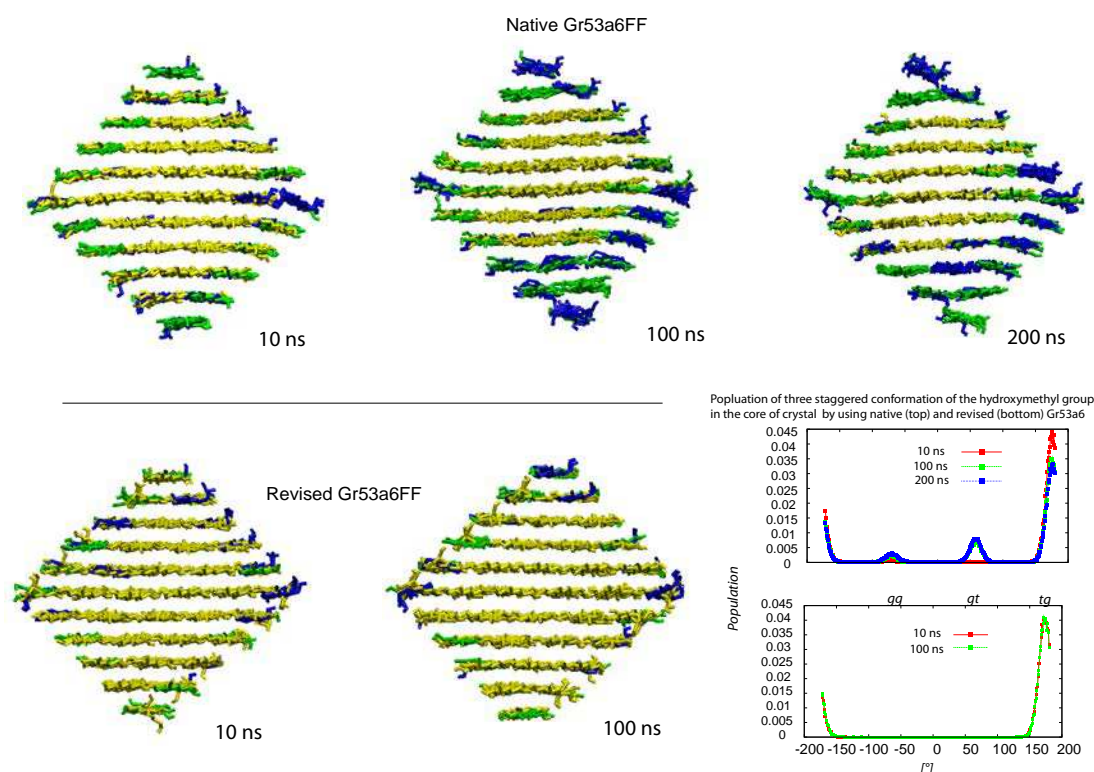 Native Gr53a6FF
10 ns
100 ns
200 ns
Revised Gr53a6FF
10 ns
100 ns
Popluation of three staggered conformation of the hydroxymethyl group
in the core of crystal by using native (top) and revised (bottom) Gr53a6
0.045
0.04
0.035
0.03
0.025
0.02
0.015
0.01
0.005
0
10 ns
100 ns
200 ns
gg gt tg
Population
0.045
0.04
0.035
0.03
0.025
0.02
0.015
0.01
0.005
0
10 ns
100 ns
-200 -150 -100 -50 0 50 100 150 200
[°]